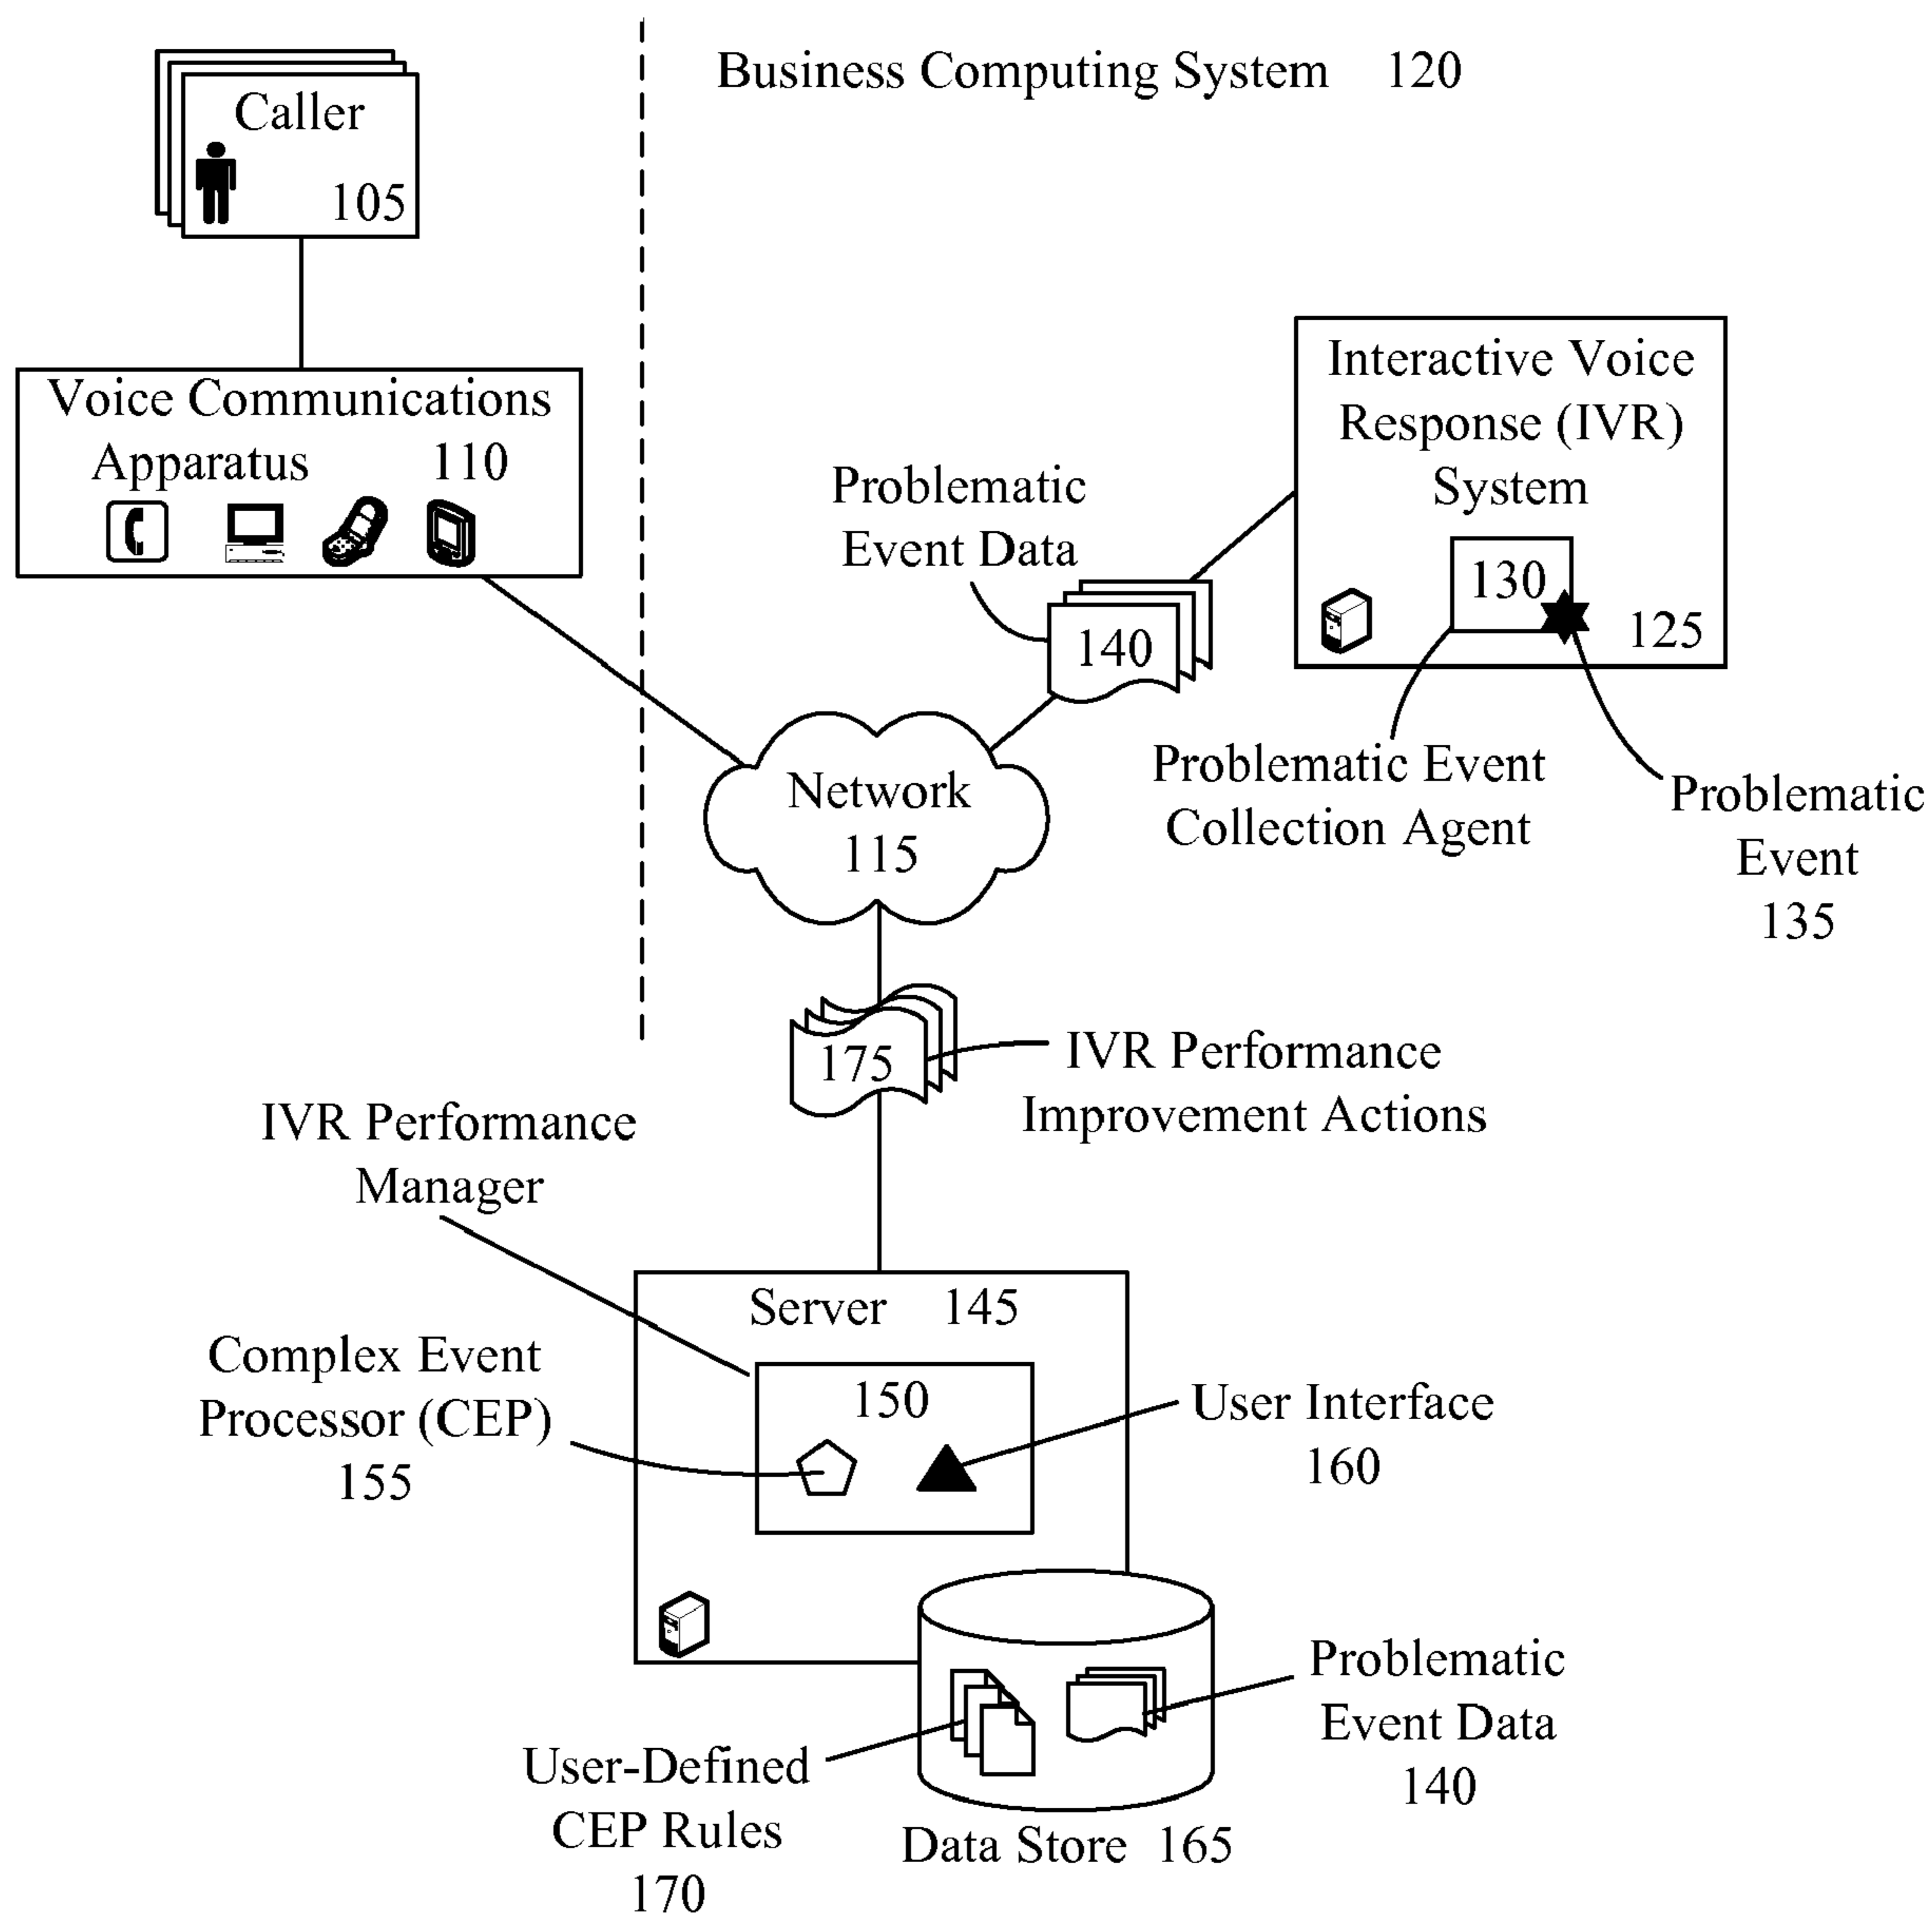 Business Computing System 120
Caller
105
Voice Communications
Apparatus 110
Interactive Voice
Response (IVR)
System
130
125
Problematic
Event Data
140
Problematic Event
Collection Agent
Problematic
Event
135
Network
115
175
IVR Performance
Improvement Actions
IVR Performance
Manager
Server 145
150
Complex Event
Processor (CEP)
155
User Interface
160
Problematic
Event Data
140
User-Defined
CEP Rules
170
Data Store 165